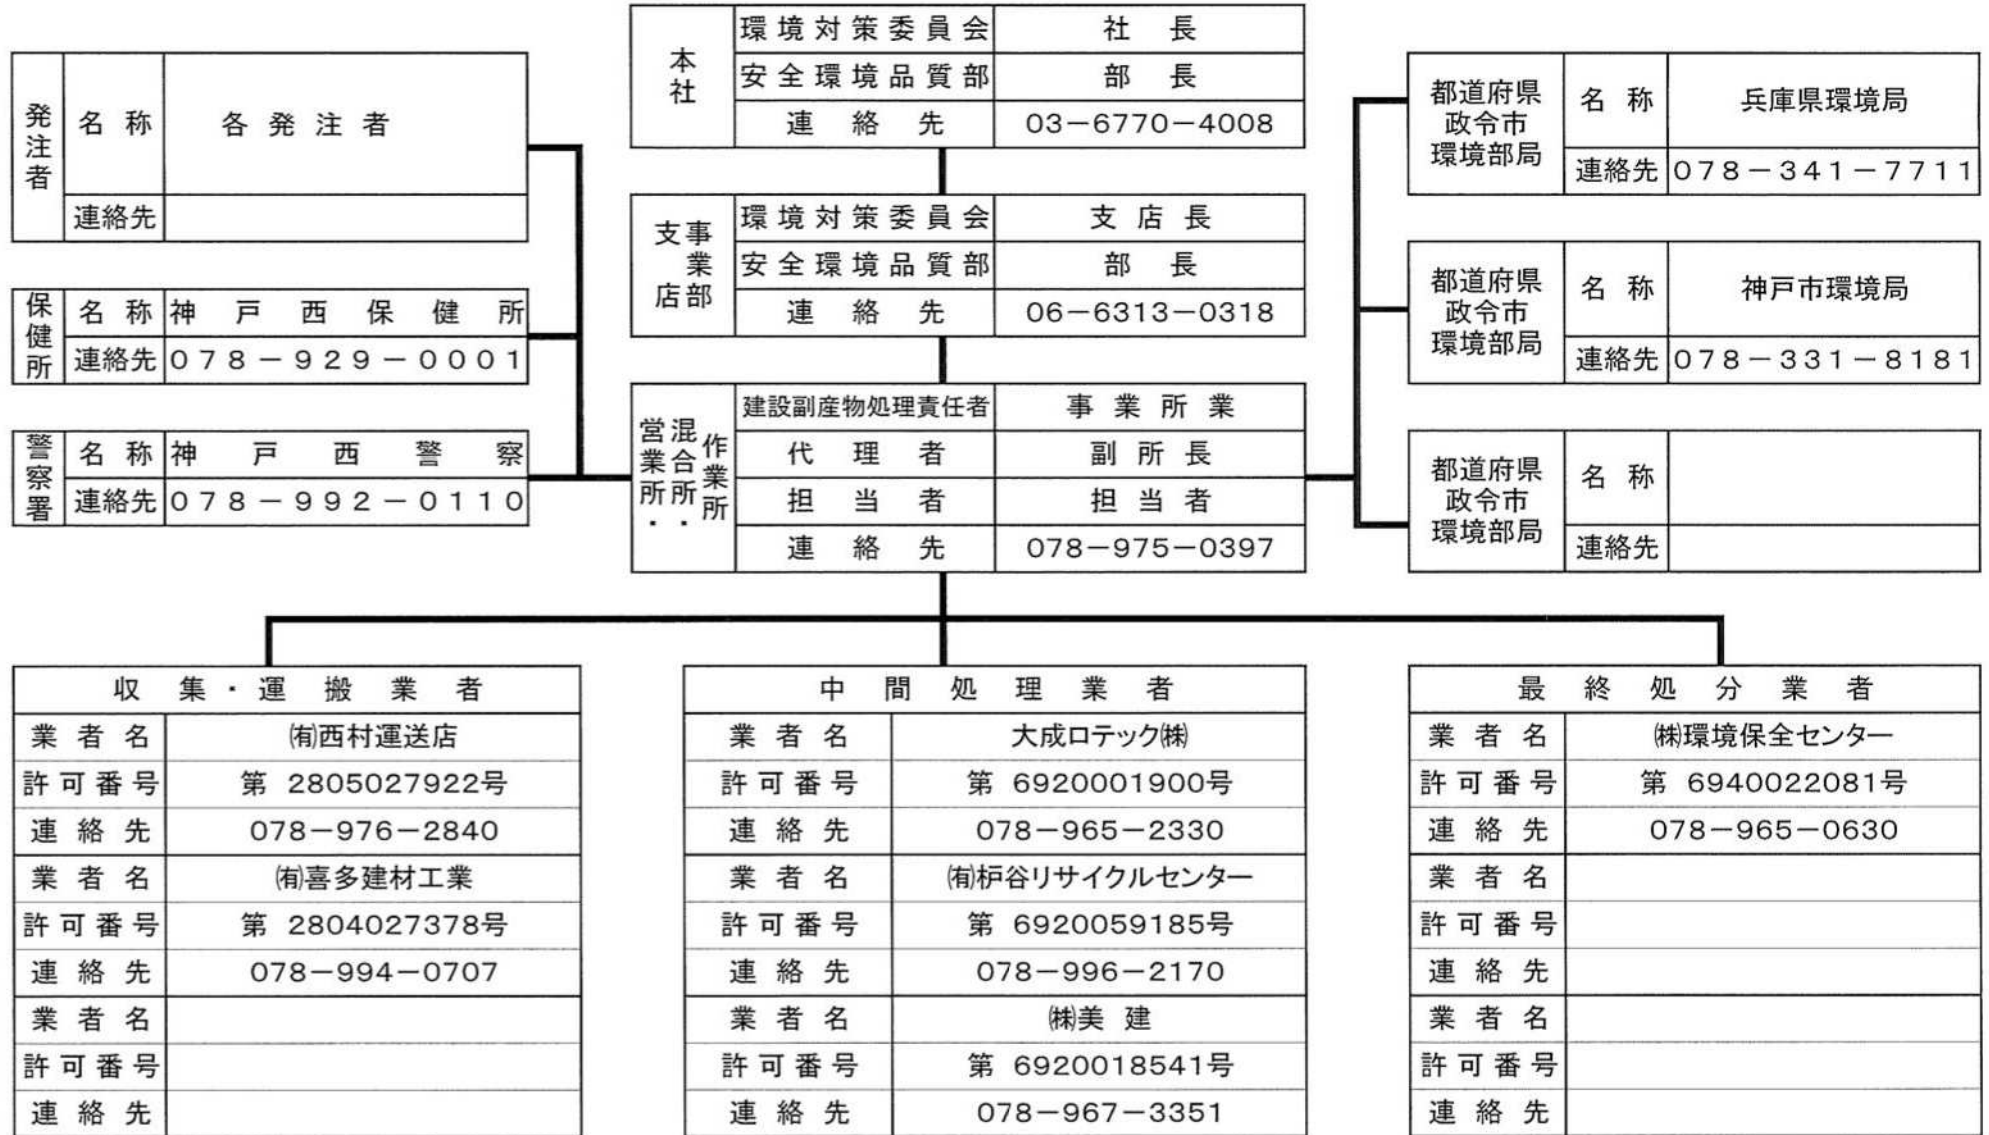 本社
環境対策委員会 社長
安全環境品質部 部長
連絡先 03－6770－4008
発注者
名称 各発注者
連絡先
都道府県
政令市
環境部局
名称 兵庫県環境局
連絡先 078－341－7711
支店
事業部
環境対策委員会 支店長
安全環境品質部 部長
連絡先 06－6313－0318
保健所
名称 神戸西保健所
連絡先 078－929－0001
都道府県
政令市
環境部局
名称 神戸市環境局
連絡先 078－331－8181
警察署
名称 神戸西警察
連絡先 078－992－0110
営業所・
混合所・
作業所
建設副産物処理責任者 事業所業
代理者 副所長
担当者 担当者
連絡先 078－975－0397
都道府県
政令市
環境部局
名称
連絡先
収集・運搬業者
業者名 ㈲西村運送店
許可番号 第 2805027922号
連絡先 078－976－2840
業者名 ㈲喜多建材工業
許可番号 第 2804027378号
連絡先 078－994－0707
業者名
許可番号
連絡先
中間処理業者
業者名 大成ロテック㈱
許可番号 第 6920001900号
連絡先 078－965－2330
業者名 ㈲枦谷リサイクルセンター
許可番号 第 6920059185号
連絡先 078－996－2170
業者名 ㈱美 建
許可番号 第 6920018541号
連絡先 078－967－3351
最終処分業者
業者名 ㈱環境保全センター
許可番号 第 6940022081号
連絡先 078－965－0630
業者名
許可番号
連絡先
業者名
許可番号
連絡先